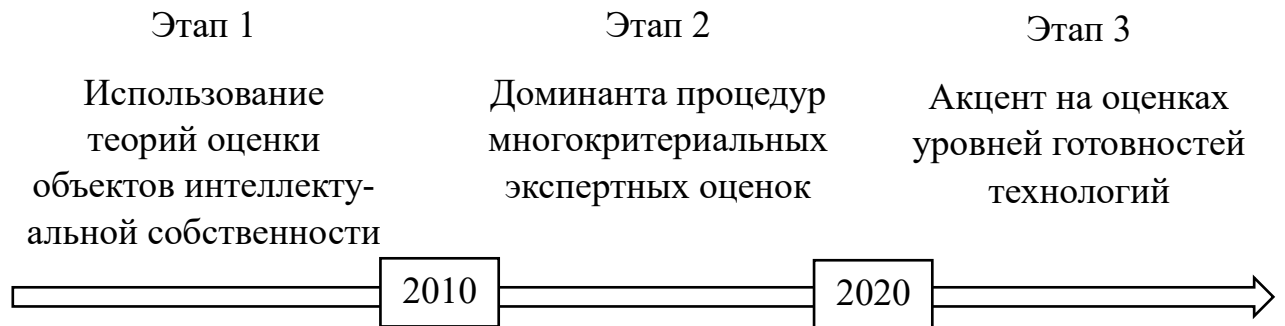 Этап 1
Использование
теорий оценки
объектов интеллекту-
альной собственности
Этап 2
Доминанта процедур
многокритериальных
экспертных оценок
Этап 3
Акцент на оценках
уровней готовностей
технологий
2010
2020